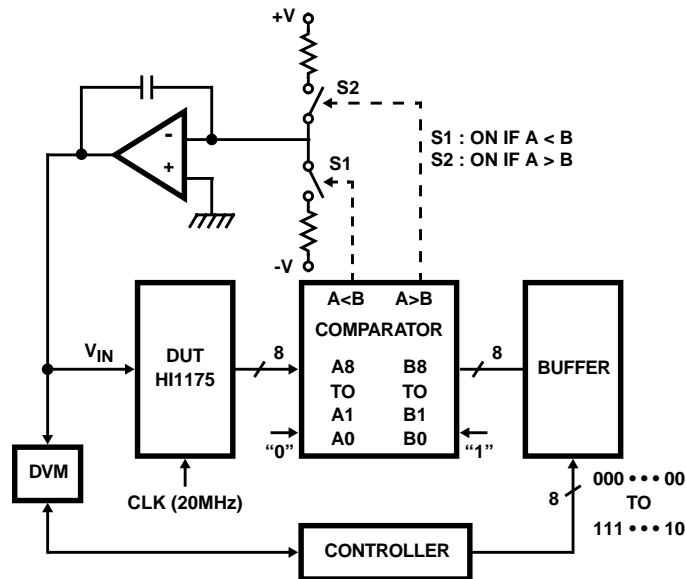 +V
S2
-
+
S1
S1 : ON IF A < B
S2 : ON IF A > B
-V
A<B A>B
COMPARATOR
A8 B8
TO TO
A1 B1
A0 B0
VIN
DUT
HI1175
8
8
BUFFER
“0”
“1”
DVM
CLK (20MHz)
8
000 • • • 00
TO
111 • • • 10
CONTROLLER